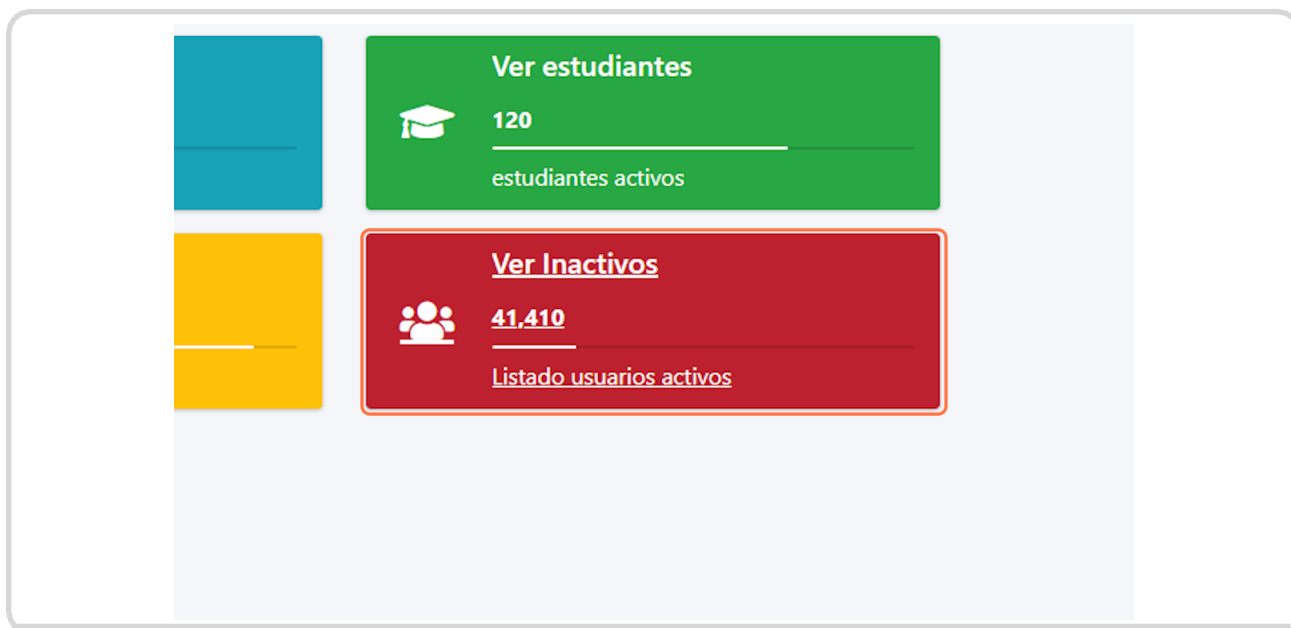 Ver estudiantes
120
estudiantes activos
Ver Inactivos
41,410
Listado usuarios activos